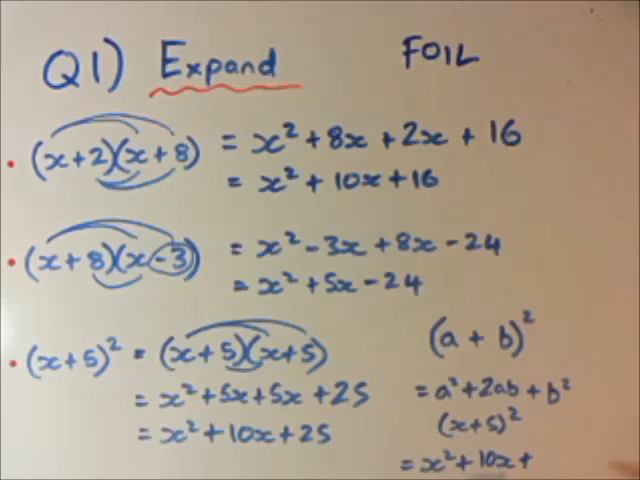 Q1) Expand FOIL
• (x+2)(x+8) = x² + 8x + 2x + 16
= x² + 10x + 16
• (x+8)(x-3) = x² - 3x + 8x - 24
= x² + 5x - 24
• (x+5)² = (x+5)(x+5)
= x² + 5x + 5x + 25
= x² + 10x + 25
(a + b)²
= a² + 2ab + b²
(x+5)²
= x² + 10x +